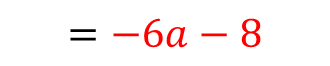 = −6a − 8